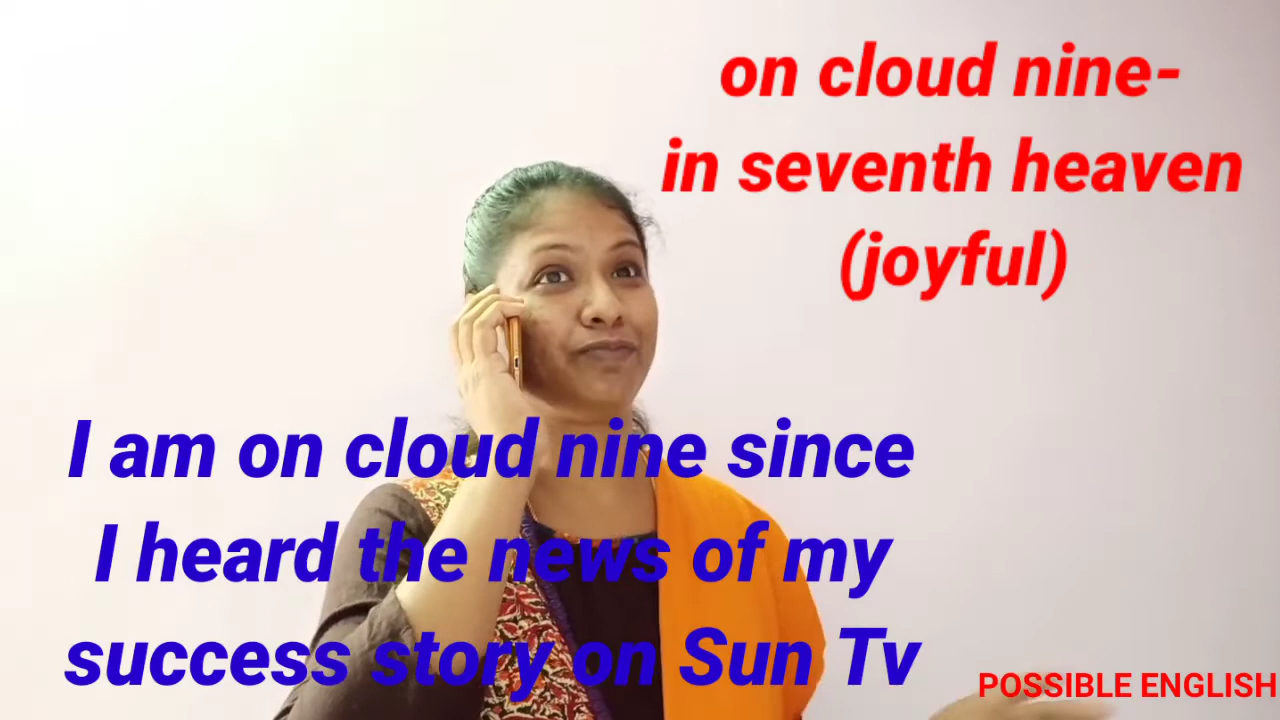 on cloud nine-
in seventh heaven
(joyful)
I am on cloud nine since
I heard the news of my
success story on Sun Tv
POSSIBLE ENGLISH